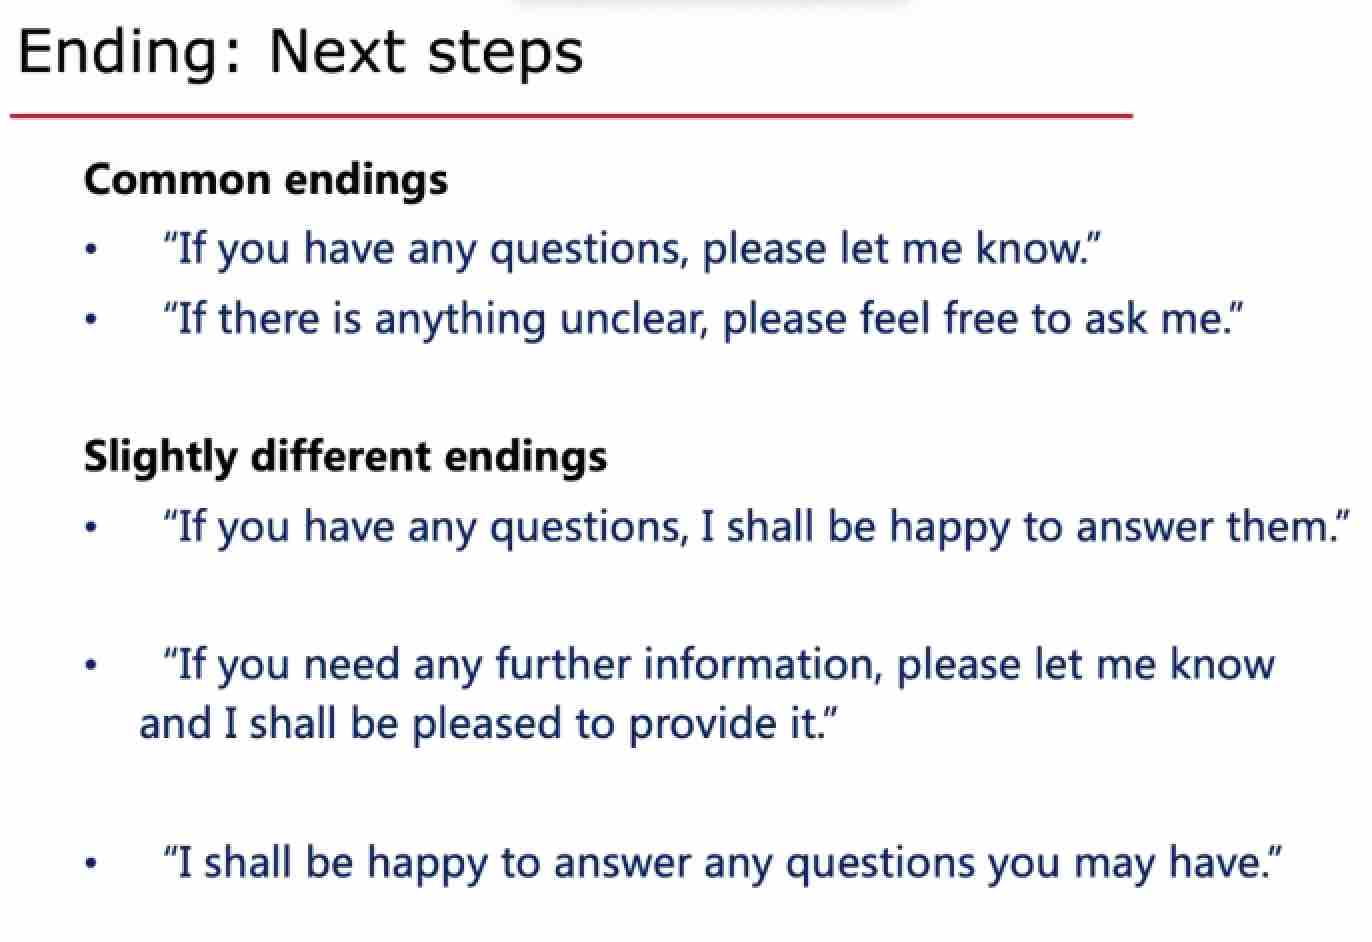 Ending: Next steps
Common endings
• “If you have any questions, please let me know.”
• “If there is anything unclear, please feel free to ask me.”
Slightly different endings
• “If you have any questions, I shall be happy to answer them.”
• “If you need any further information, please let me know
and I shall be pleased to provide it.”
• “I shall be happy to answer any questions you may have.”